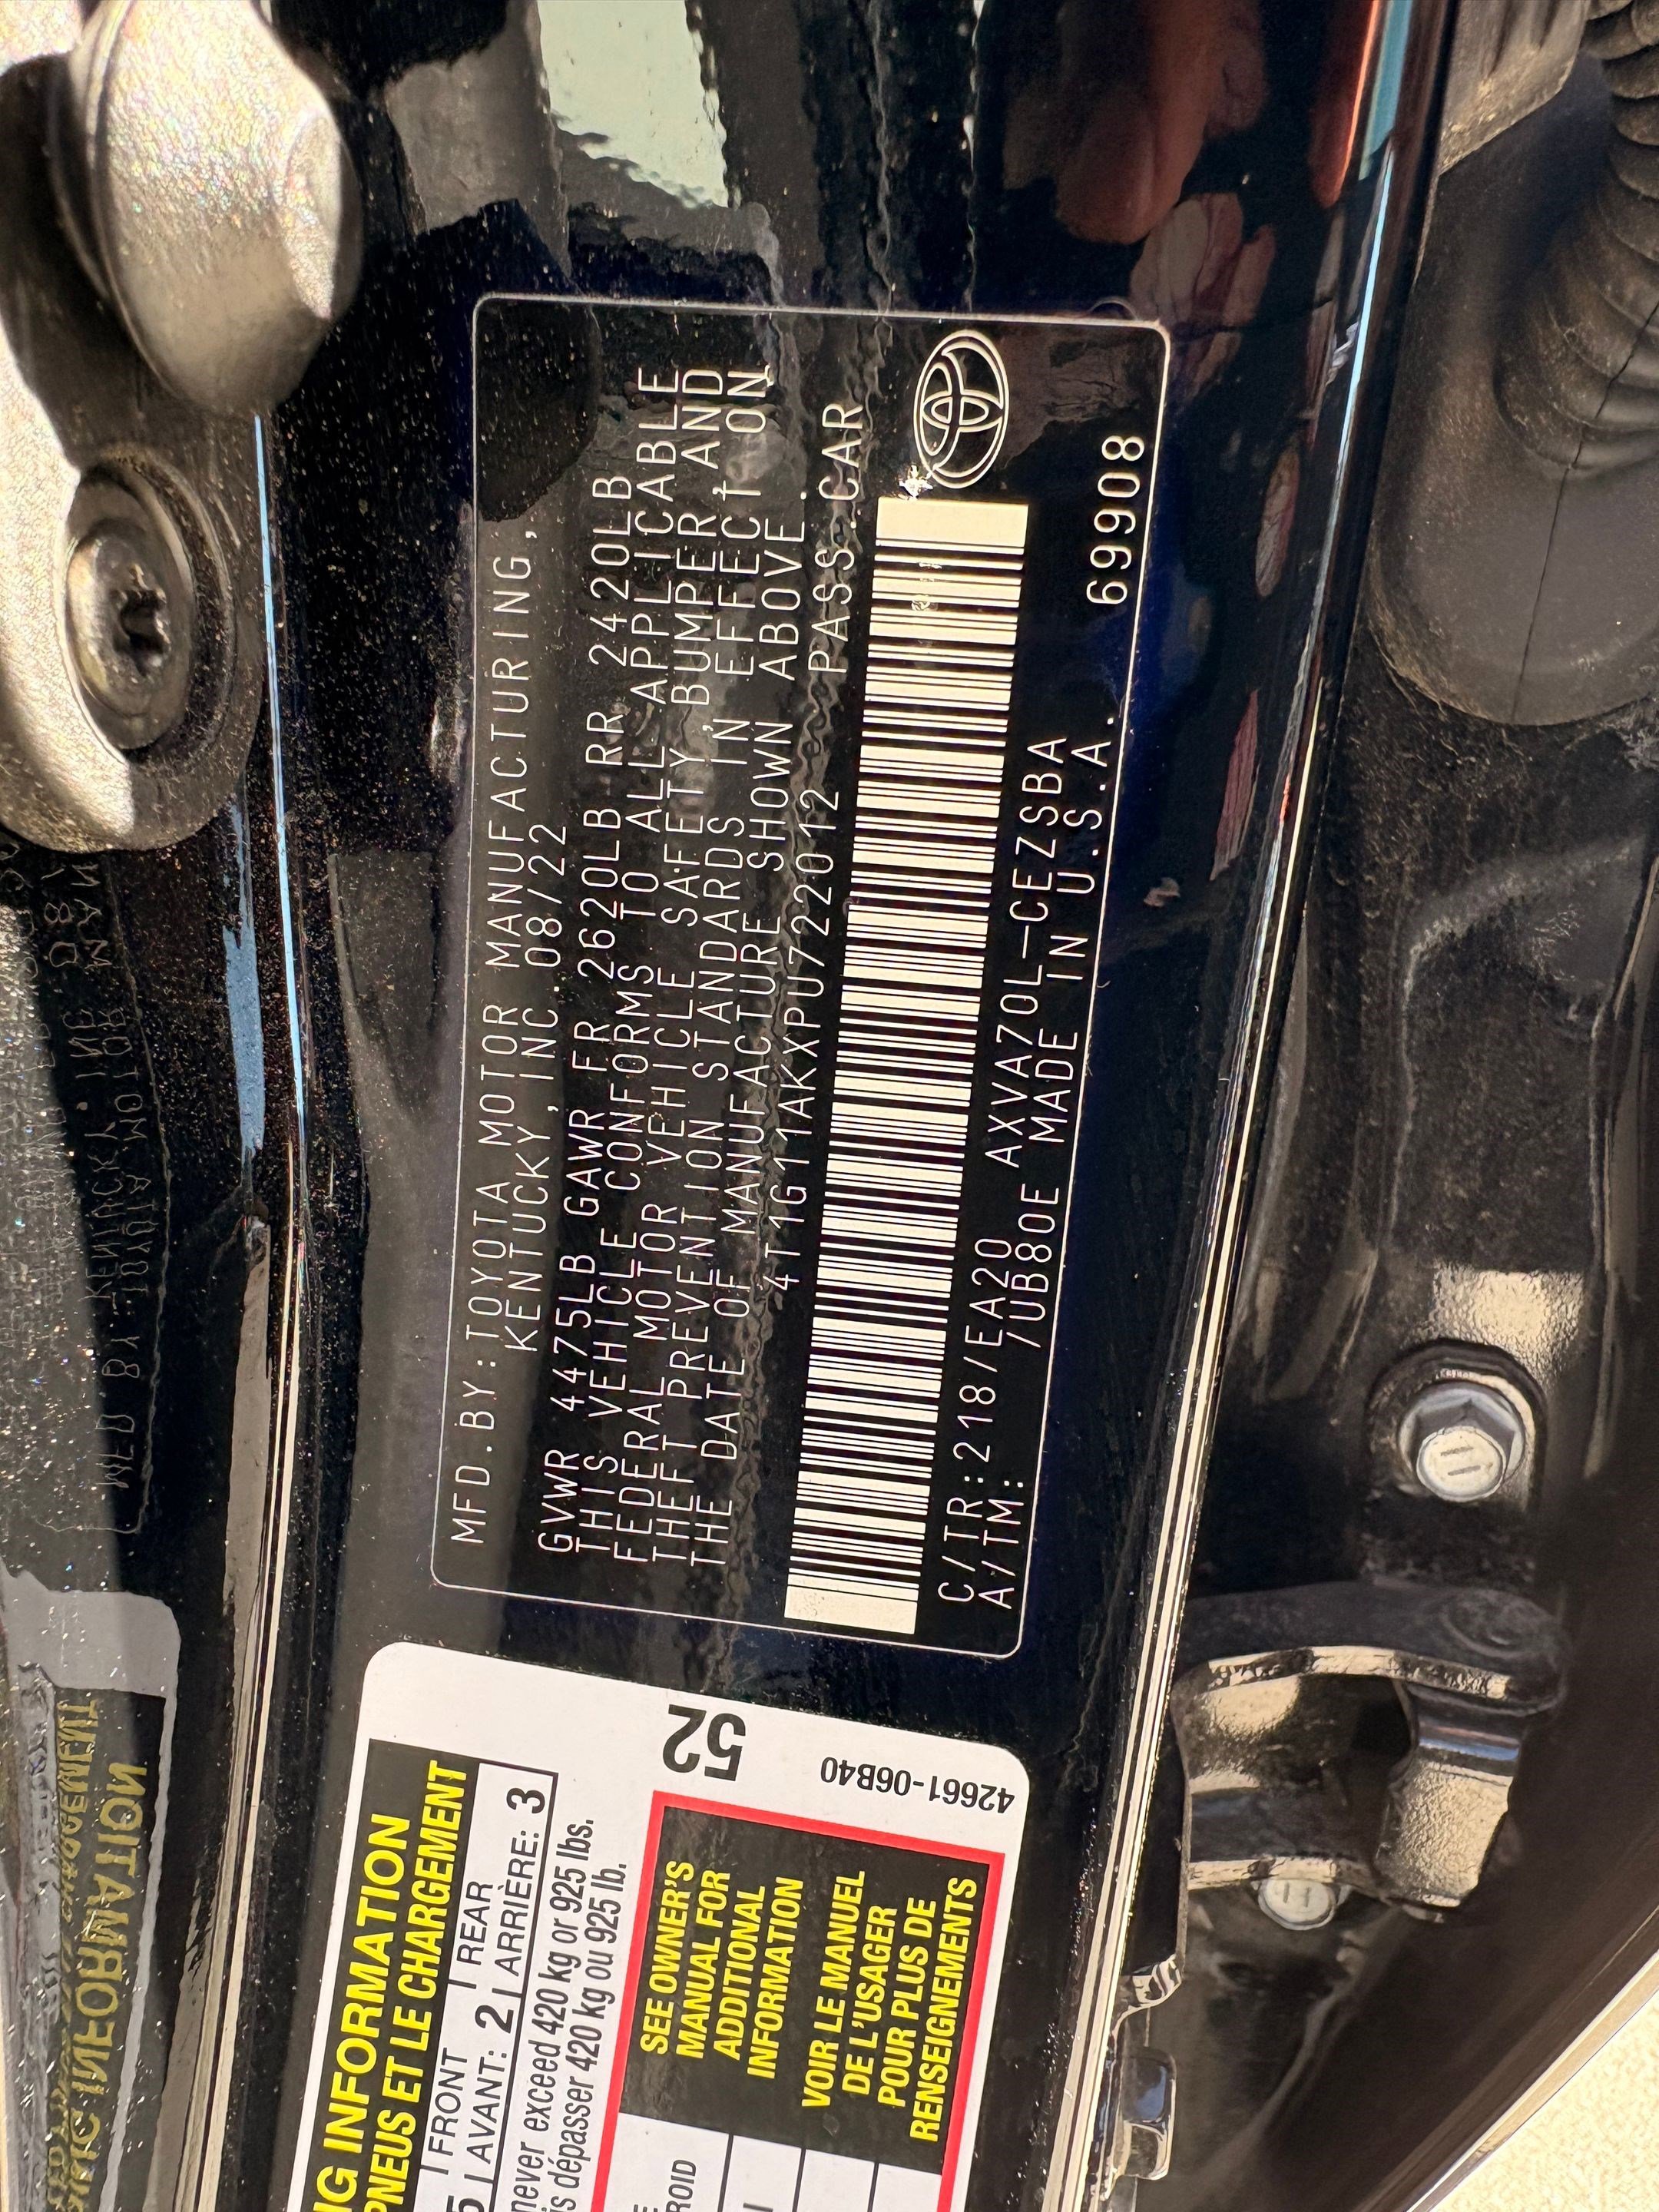 MFD.BY:TOYOTA MOTOR MANUFACTURING,
KENTUCKY,INC.08/22
GVWR 4475LB GAWR FR 2620LB RR 2420LB
THIS VEHICLE CONFORMS TO ALL APPLICABLE
FEDERAL MOTOR VEHICLE SAFETY,BUMPER,AND
THEFT PREVENTION STANDARDS IN EFFECT ON
THE DATE OF MANUFACTURE SHOWN ABOVE.
4T1G11AKXPU722012 PASS.CAR
C/TR:218/EA20 AXVA70L-CEZSBA
A/TM: /UB80E MADE IN U.S.A.
69908
INFORMATION
PNEUS ET LE CHARGEMENT
FRONT REAR
5 AVANT: 2 ARRIÈRE: 3
never exceed 420 kg or 925 lbs.
dépasser 420 kg ou 925 lb.
52
42661-06B40
SEE OWNER'S
MANUAL FOR
ADDITIONAL
INFORMATION
VOIR LE MANUEL
DE L'USAGER
POUR PLUS DE
RENSEIGNEMENTS